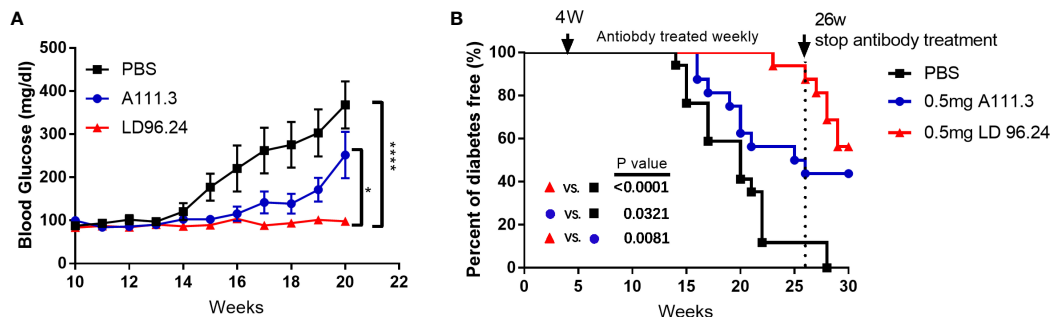 A
Blood Glucose (mg/dl)
500
400
300
200
100
0
PBS
A111.3
LD96.24
****
*
10 12 14 16 18 20 22
Weeks
B
4W
Antiobdy treated weekly
26w
stop antibody treatment
Percent of diabetes free (%)
100
80
60
40
20
0
P value
vs. <0.0001
vs. 0.0321
vs. 0.0081
PBS
0.5mg A111.3
0.5mg LD 96.24
0 5 10 15 20 25 30
Weeks